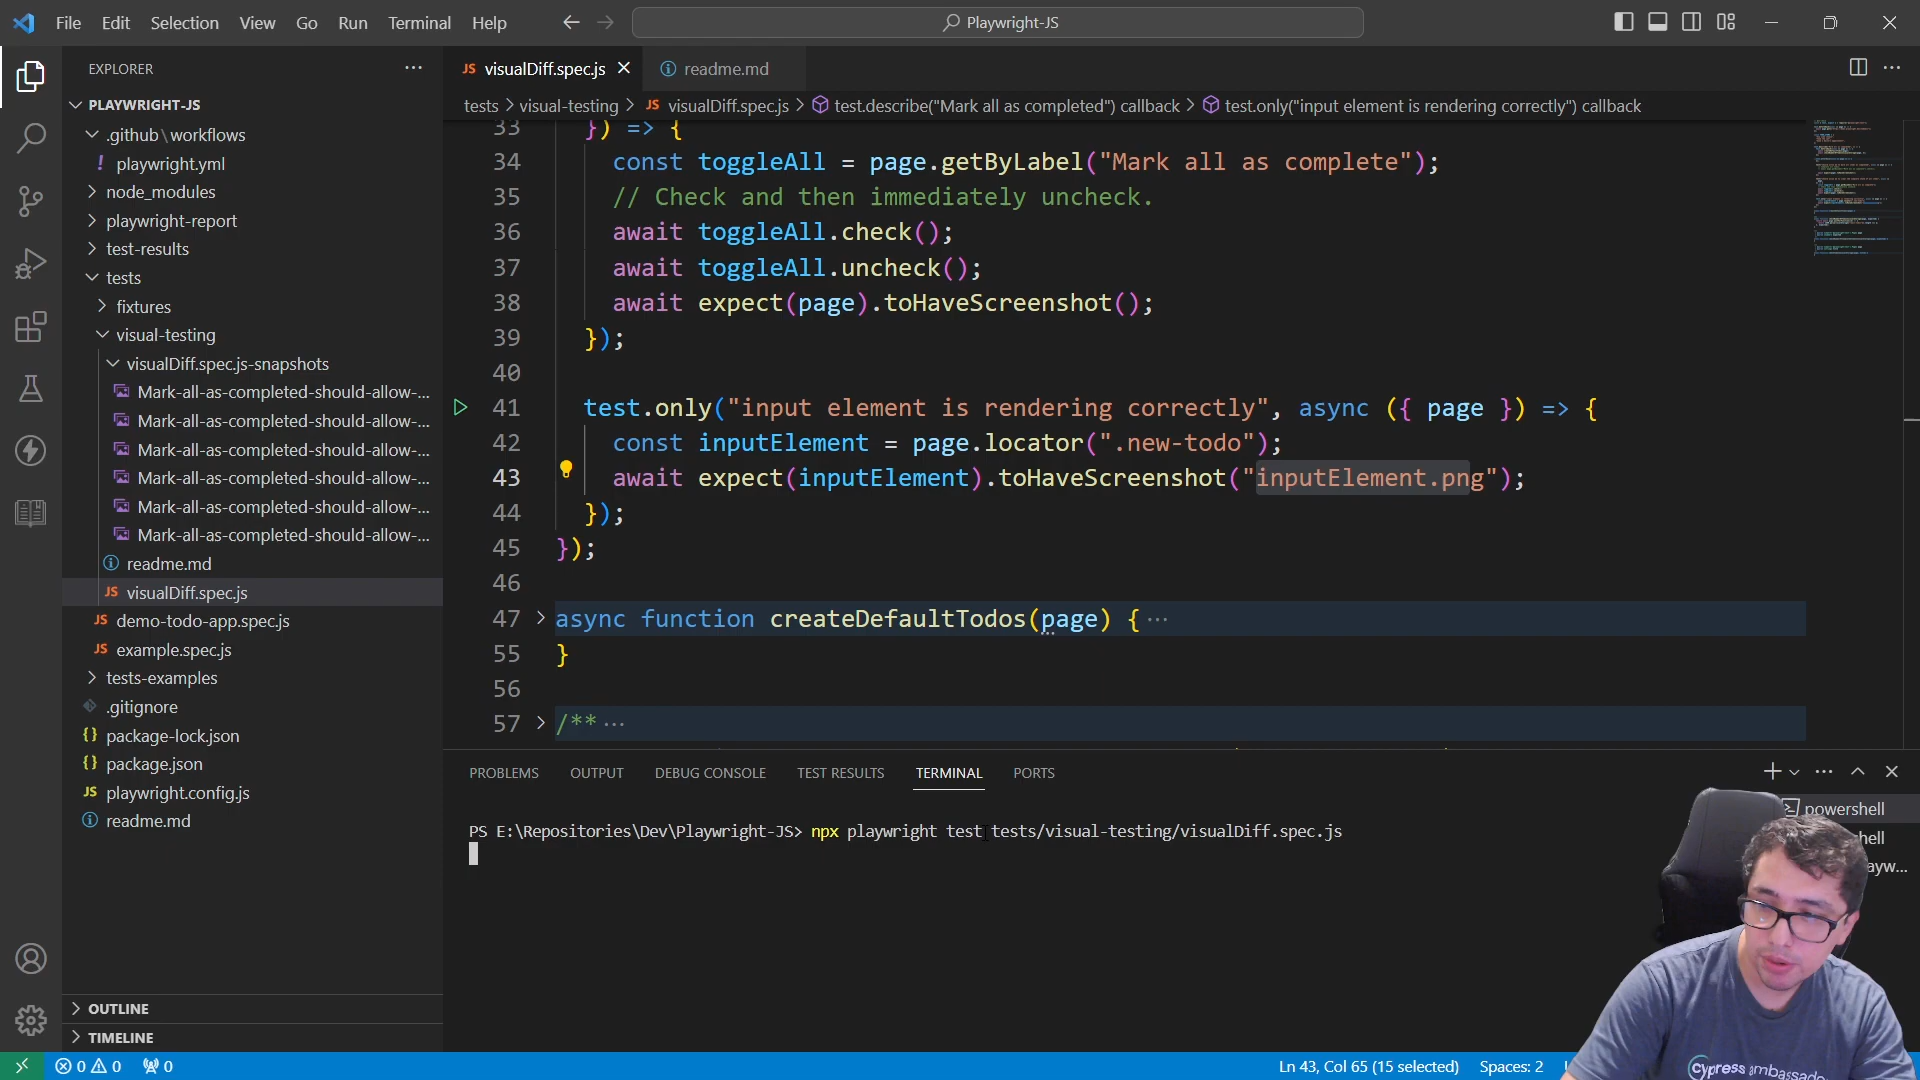 File Edit Selection View Go Run Terminal Help
Playwright-JS
EXPLORER
PLAYWRIGHT-JS
.github \ workflows
! playwright.yml
node_modules
playwright-report
test-results
tests
fixtures
visual-testing
visualDiff.spec.js-snapshots
Mark-all-as-completed-should-allow-...
Mark-all-as-completed-should-allow-...
Mark-all-as-completed-should-allow-...
Mark-all-as-completed-should-allow-...
Mark-all-as-completed-should-allow-...
Mark-all-as-completed-should-allow-...
readme.md
JS visualDiff.spec.js
JS demo-todo-app.spec.js
JS example.spec.js
tests-examples
.gitignore
{} package-lock.json
{} package.json
JS playwright.config.js
readme.md
OUTLINE
TIMELINE
JS visualDiff.spec.js
readme.md
tests > visual-testing > JS visualDiff.spec.js > test.describe("Mark all as completed") callback > test.only("input element is rendering correctly") callback
33 }) => {
34 const toggleAll = page.getByLabel("Mark all as complete");
35 // Check and then immediately uncheck.
36 await toggleAll.check();
37 await toggleAll.uncheck();
38 await expect(page).toHaveScreenshot();
39 });
40
41 test.only("input element is rendering correctly", async ({ page }) => {
42 const inputElement = page.locator(".new-todo");
43 await expect(inputElement).toHaveScreenshot("inputElement.png");
44 });
45 });
46
47 async function createDefaultTodos(page) {···
55 }
56
57 /**···
PROBLEMS OUTPUT DEBUG CONSOLE TEST RESULTS TERMINAL PORTS
PS E:\Repositories\Dev\Playwright-JS> npx playwright test tests/visual-testing/visualDiff.spec.js
powershell
0 0 0
Ln 43, Col 65 (15 selected) Spaces: 2
cypress ambassador